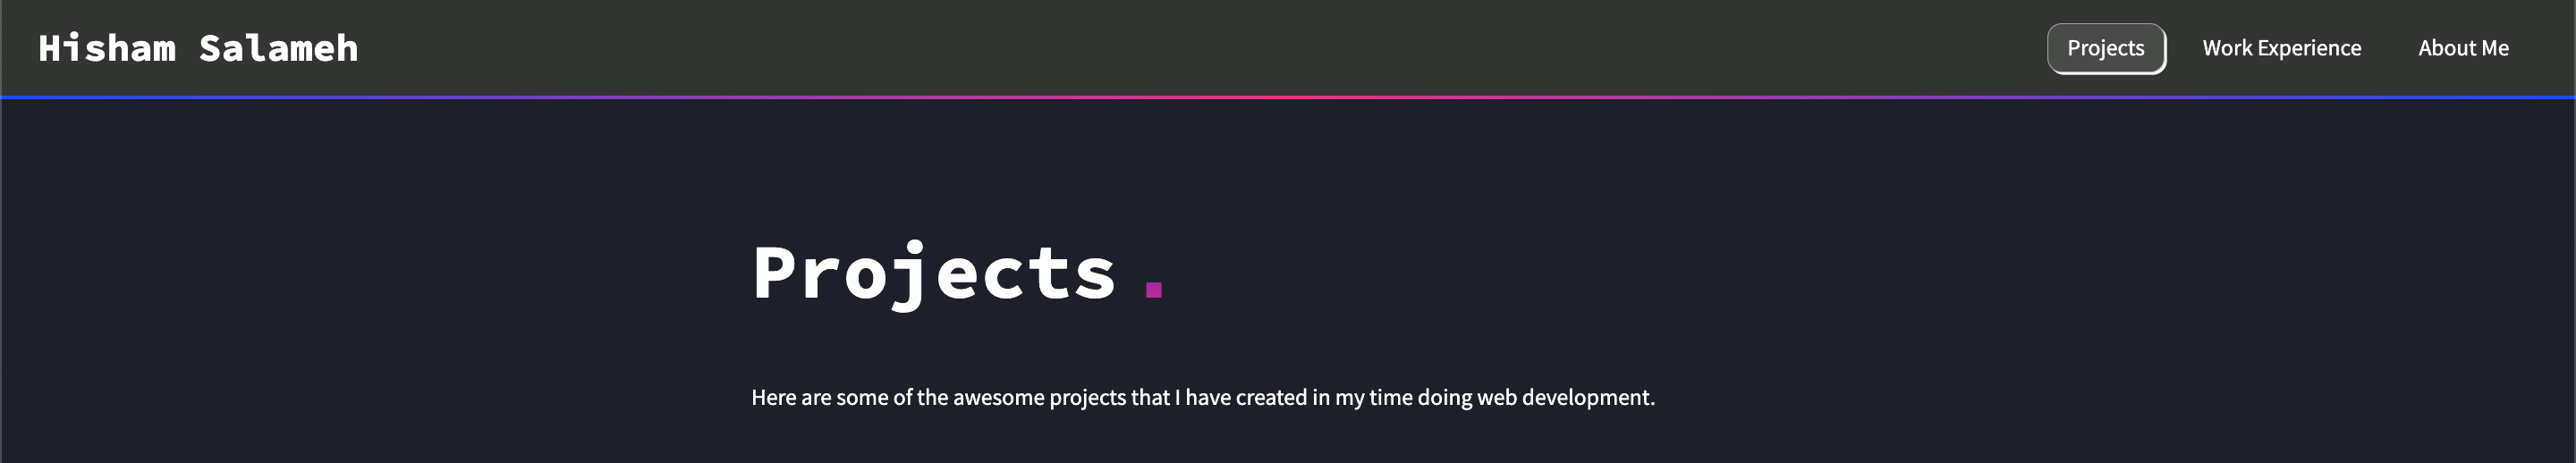 Hisham Salameh
Projects Work Experience About Me
Projects .
Here are some of the awesome projects that I have created in my time doing web development.